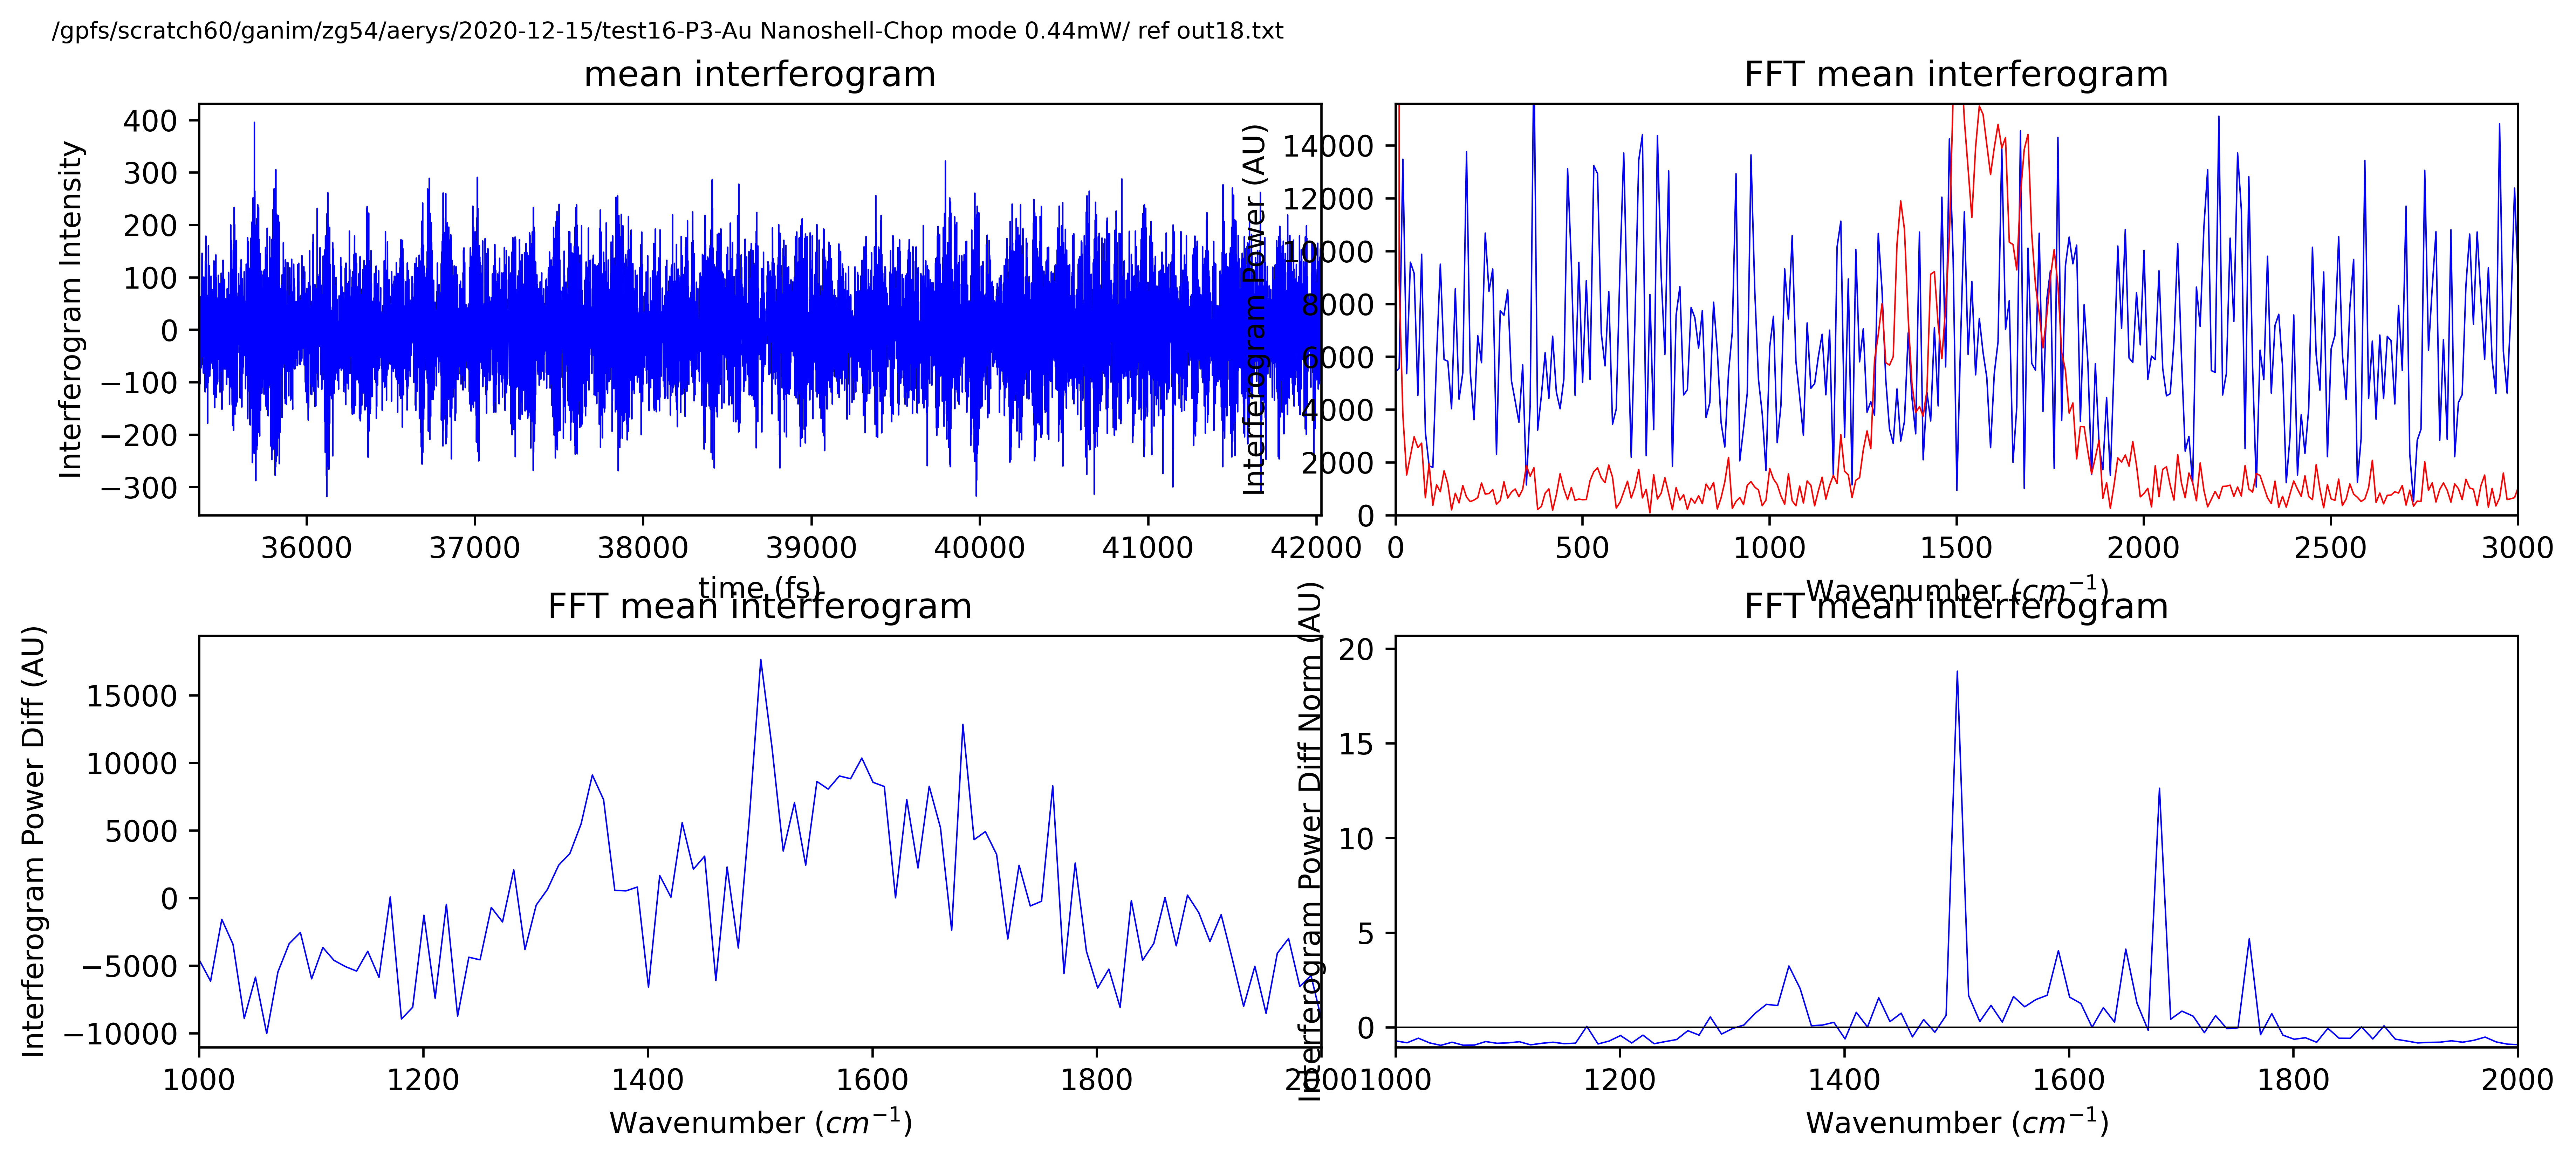 /gpfs/scratch60/ganim/zg54/aerys/2020-12-15/test16-P3-Au Nanoshell-Chop mode 0.44mW/ ref out18.txt
mean interferogram
Interferogram Intensity
400
300
200
100
0
−100
−200
−300
36000 37000 38000 39000 40000 41000 42000
time (fs)
FFT mean interferogram
Interferogram Power (AU)
14000
12000
10000
8000
6000
4000
2000
0
0 500 1000 1500 2000 2500 3000
Wavenumber (cm⁻¹)
FFT mean interferogram
Interferogram Power Diff (AU)
15000
10000
5000
0
−5000
−10000
1000 1200 1400 1600 1800 2000
Wavenumber (cm⁻¹)
FFT mean interferogram
Interferogram Power Diff Norm (AU)
20
15
10
5
0
1000 1200 1400 1600 1800 2000
Wavenumber (cm⁻¹)